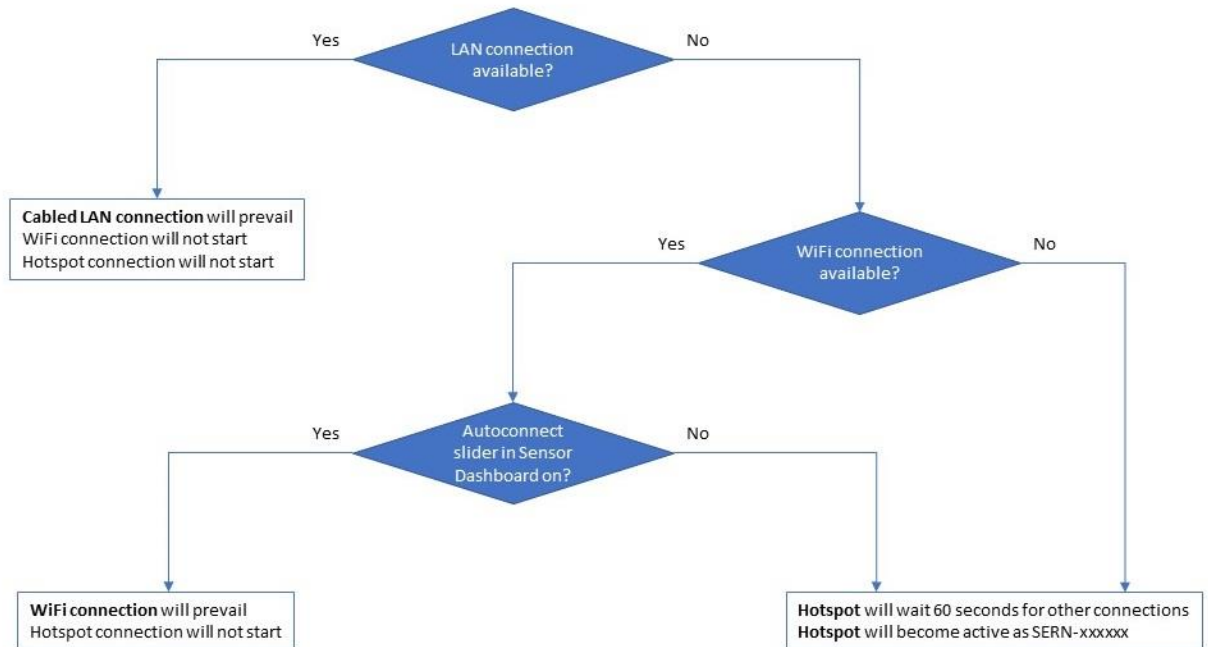 Yes
No
LAN connection
available?
Cabled LAN connection will prevail
WiFi connection will not start
Hotspot connection will not start
Yes
No
WiFi connection
available?
Yes
No
Autoconnect
slider in Sensor
Dashboard on?
WiFi connection will prevail
Hotspot connection will not start
Hotspot will wait 60 seconds for other connections
Hotspot will become active as SERN-xxxxxx